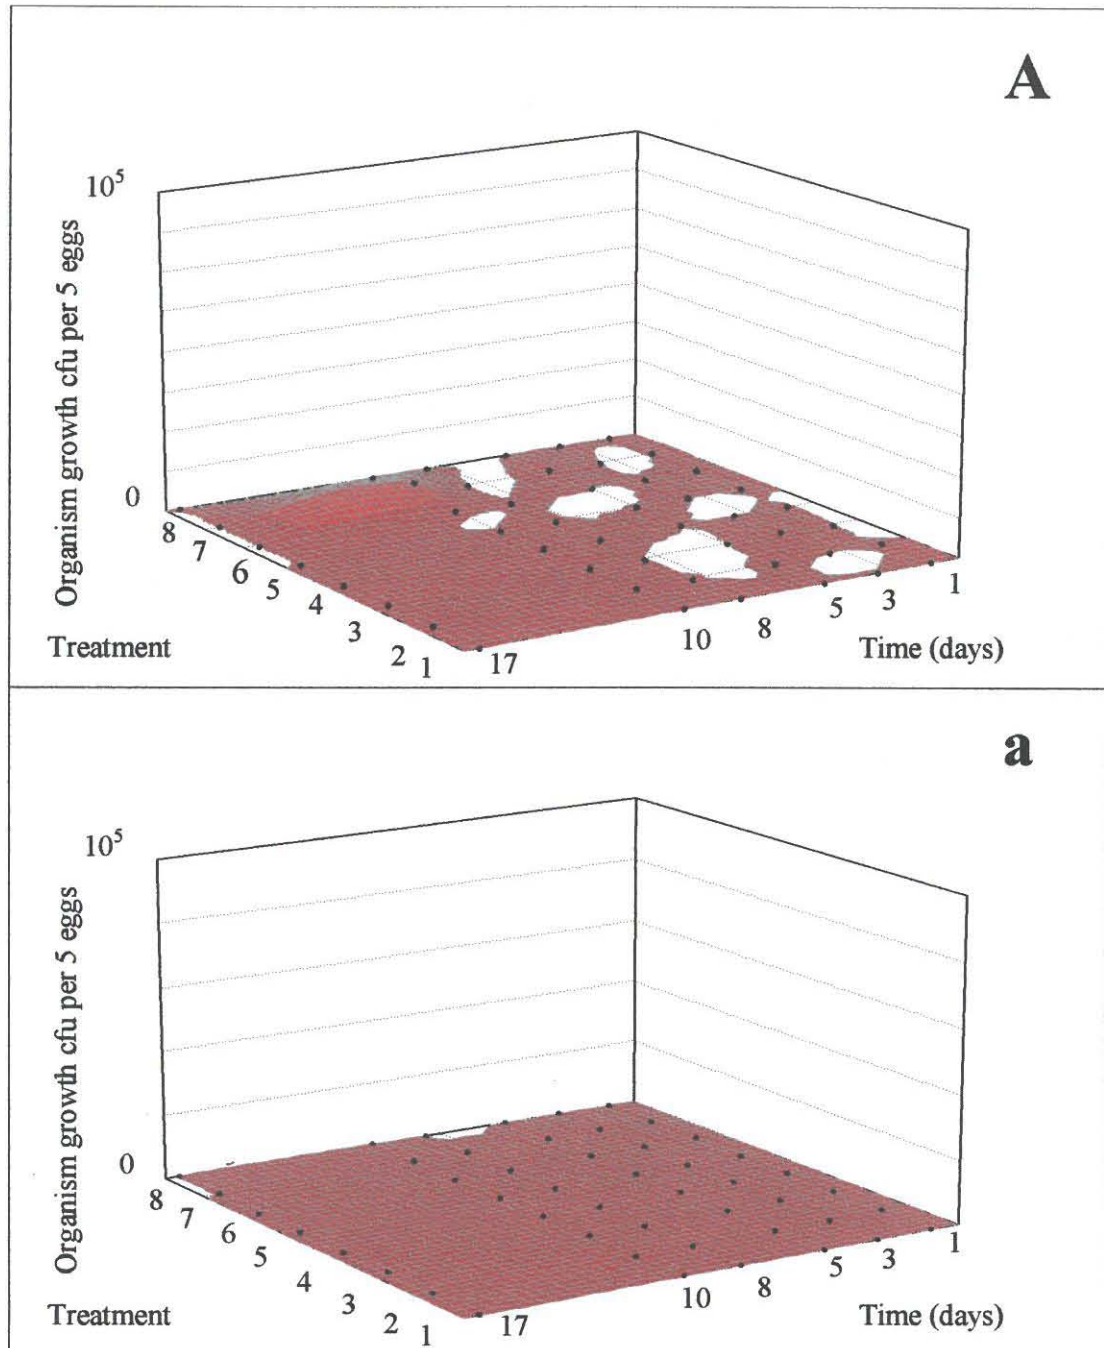 A
10^5
Organism growth cfu per 5 eggs
0
8 7 6 5 4 3 2 1
Treatment
17 10 8 5 3 1
Time (days)
a
10^5
Organism growth cfu per 5 eggs
0
8 7 6 5 4 3 2 1
Treatment
17 10 8 5 3 1
Time (days)